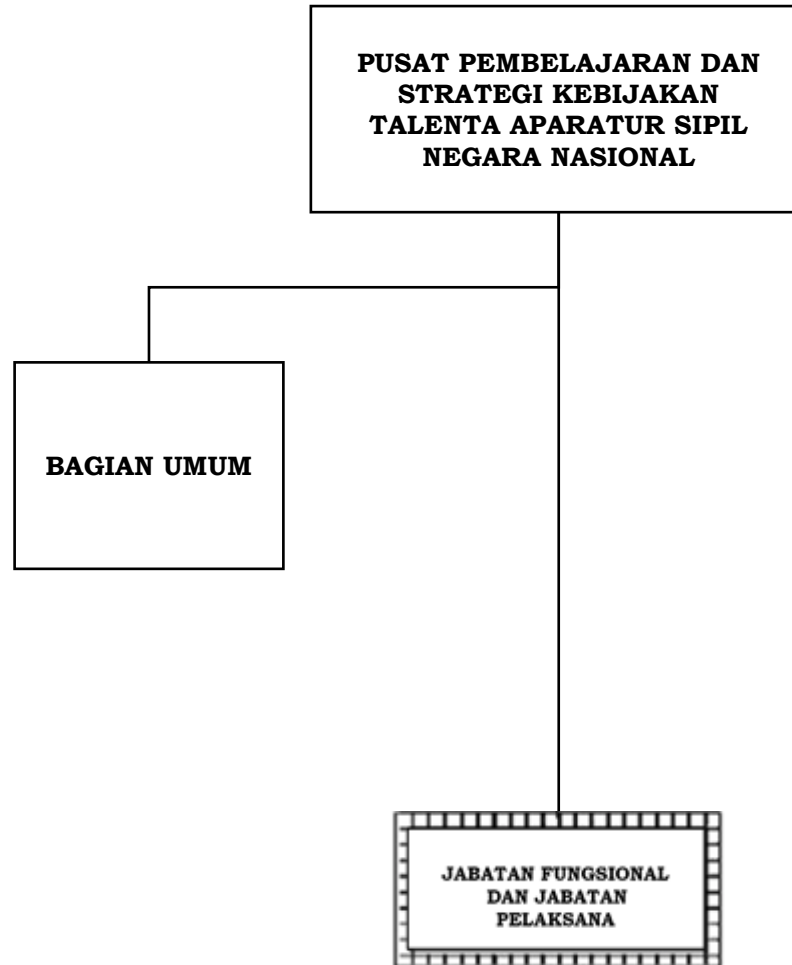 PUSAT PEMBELAJARAN DAN
STRATEGI KEBIJAKAN
TALENTA APARATUR SIPIL
NEGARA NASIONAL
BAGIAN UMUM
JABATAN FUNGSIONAL
DAN JABATAN
PELAKSANA